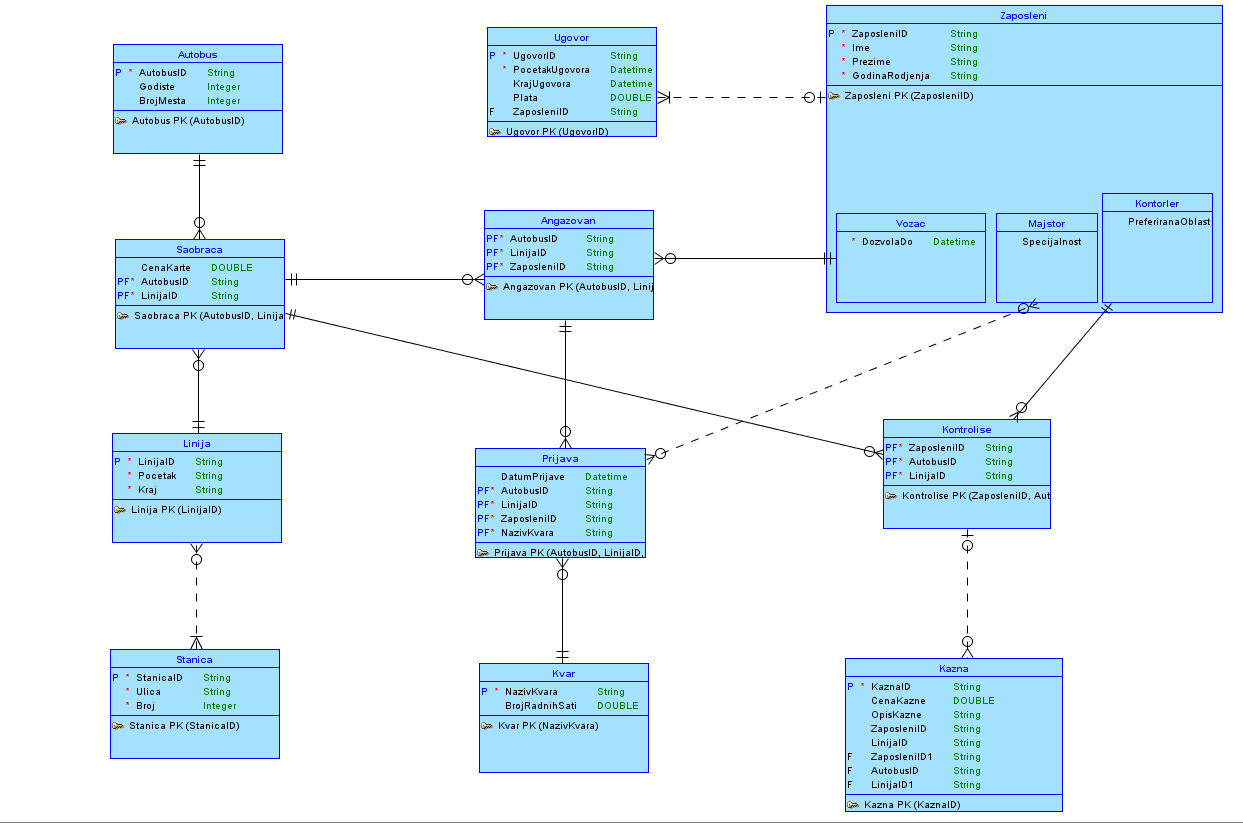 Autobus
P * AutobusID String
Godiste Integer
BrojMesta Integer
Autobus PK (AutobusID)
Ugovor
P * UgovorID String
* PocetakUgovora Datetime
KrajUgovora Datetime
Plata DOUBLE
F ZaposleniID String
Ugovor PK (UgovorID)
Zaposleni
P * ZaposleniID String
* Ime String
* Prezime String
* GodinaRodjenja String
Zaposleni PK (ZaposleniID)
Vozac
* DozvolaDo Datetime
Majstor
Specijalnost
Kontorler
PreferiranaOblast
Saobraca
CenaKarte DOUBLE
PF* AutobusID String
PF* LinijaID String
Saobraca PK (AutobusID, Linija
Angazovan
PF* AutobusID String
PF* LinijaID String
PF* ZaposleniID String
Angazovan PK (AutobusID, Linij
Linija
P * LinijaID String
* Pocetak String
* Kraj String
Linija PK (LinijaID)
Prijava
DatumPrijave Datetime
PF* AutobusID String
PF* LinijaID String
PF* ZaposleniID String
PF* NazivKvara String
Prijava PK (AutobusID, LinijaID,
Kontrolise
PF* ZaposleniID String
PF* AutobusID String
PF* LinijaID String
Kontrolise PK (ZaposleniID, Aut
Stanica
P * StanicaID String
* Ulica String
* Broj Integer
Stanica PK (StanicaID)
Kvar
P * NazivKvara String
BrojRadnihSati DOUBLE
Kvar PK (NazivKvara)
Kazna
P * KaznaID String
CenaKazne DOUBLE
OpisKazne String
ZaposleniID String
LinijaID String
F ZaposleniID1 String
F AutobusID String
F LinijaID1 String
Kazna PK (KaznaID)